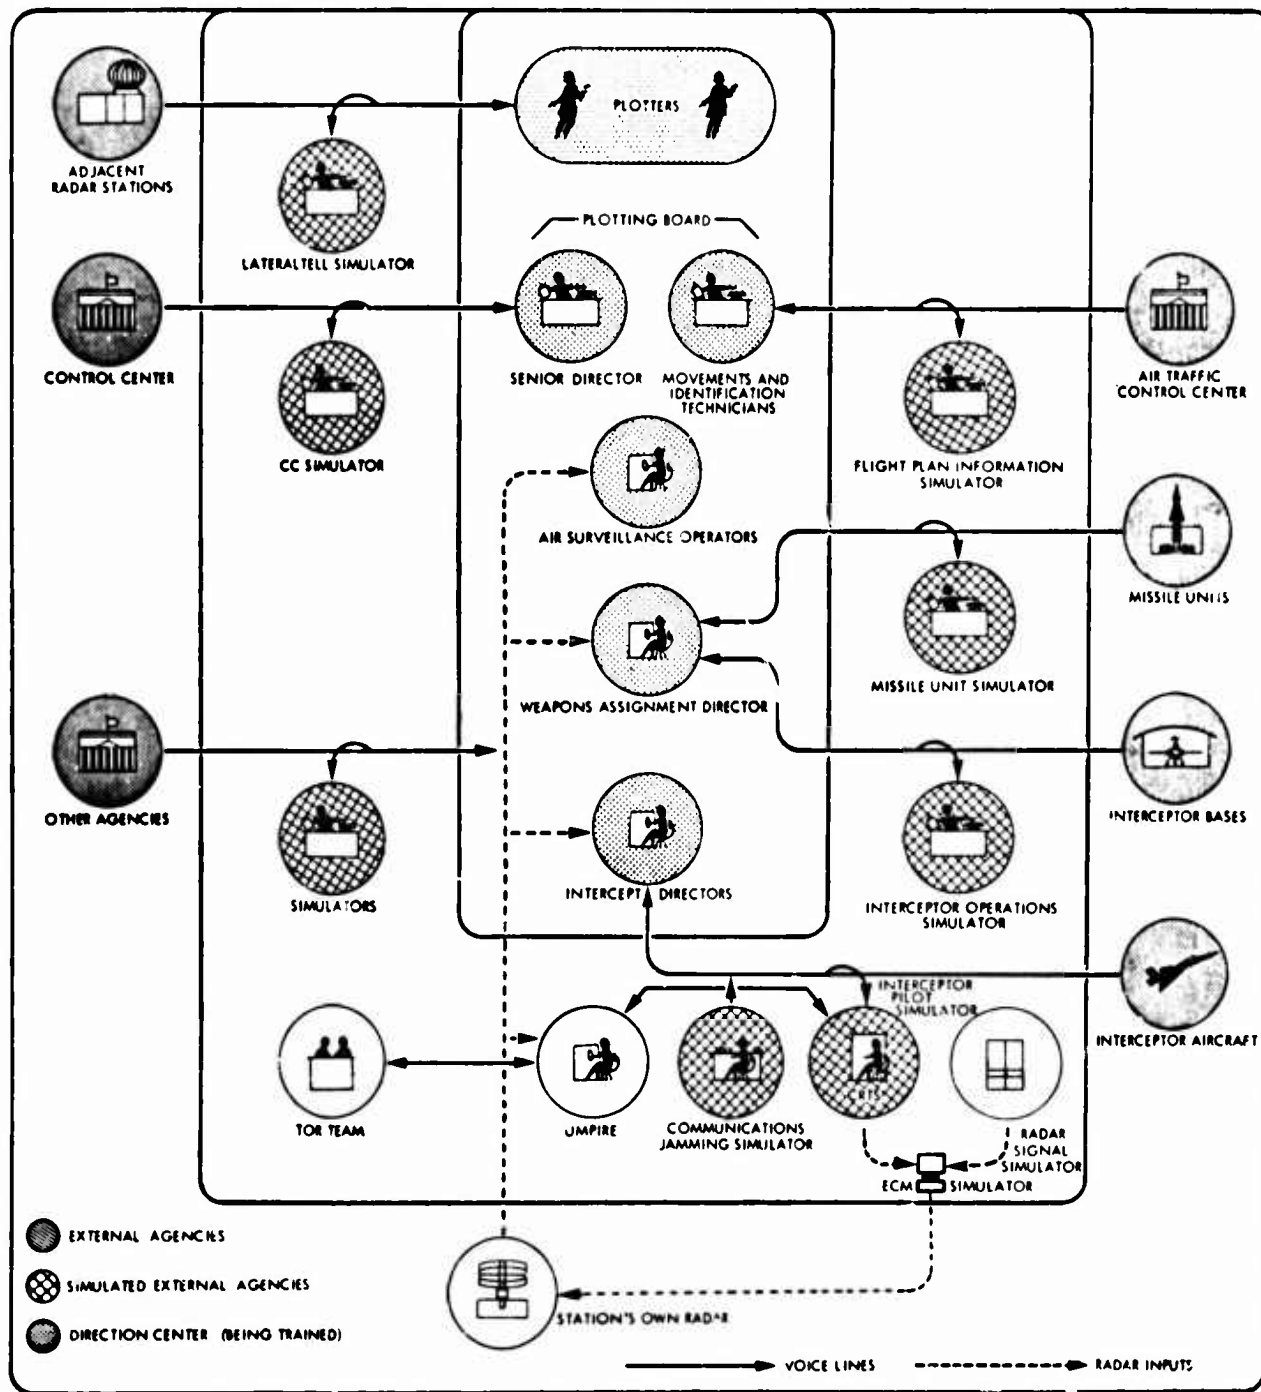 PLOTTERS
ADJACENT
RADAR STATIONS
LATERALTELL SIMULATOR
PLOTTING BOARD
CONTROL CENTER
SENIOR DIRECTOR
MOVEMENTS AND
IDENTIFICATION
TECHNICIANS
AIR TRAFFIC
CONTROL CENTER
CC SIMULATOR
FLIGHT PLAN INFORMATION
SIMULATOR
AIR SURVEILLANCE OPERATORS
MISSILE UNITS
MISSILE UNIT SIMULATOR
WEAPONS ASSIGNMENT DIRECTOR
OTHER AGENCIES
INTERCEPTOR BASES
SIMULATORS
INTERCEPT DIRECTORS
INTERCEPTOR OPERATIONS
SIMULATOR
INTERCEPTOR
PILOT
SIMULATOR
INTERCEPTOR AIRCRAFT
CRTS
TOR TEAM
UMPIRE
COMMUNICATIONS
JAMMING SIMULATOR
RADAR
SIGNAL
SIMULATOR
ECM SIMULATOR
EXTERNAL AGENCIES
SIMULATED EXTERNAL AGENCIES
DIRECTION CENTER (BEING TRAINED)
STATION'S OWN RADAR
VOICE LINES
RADAR INPUTS